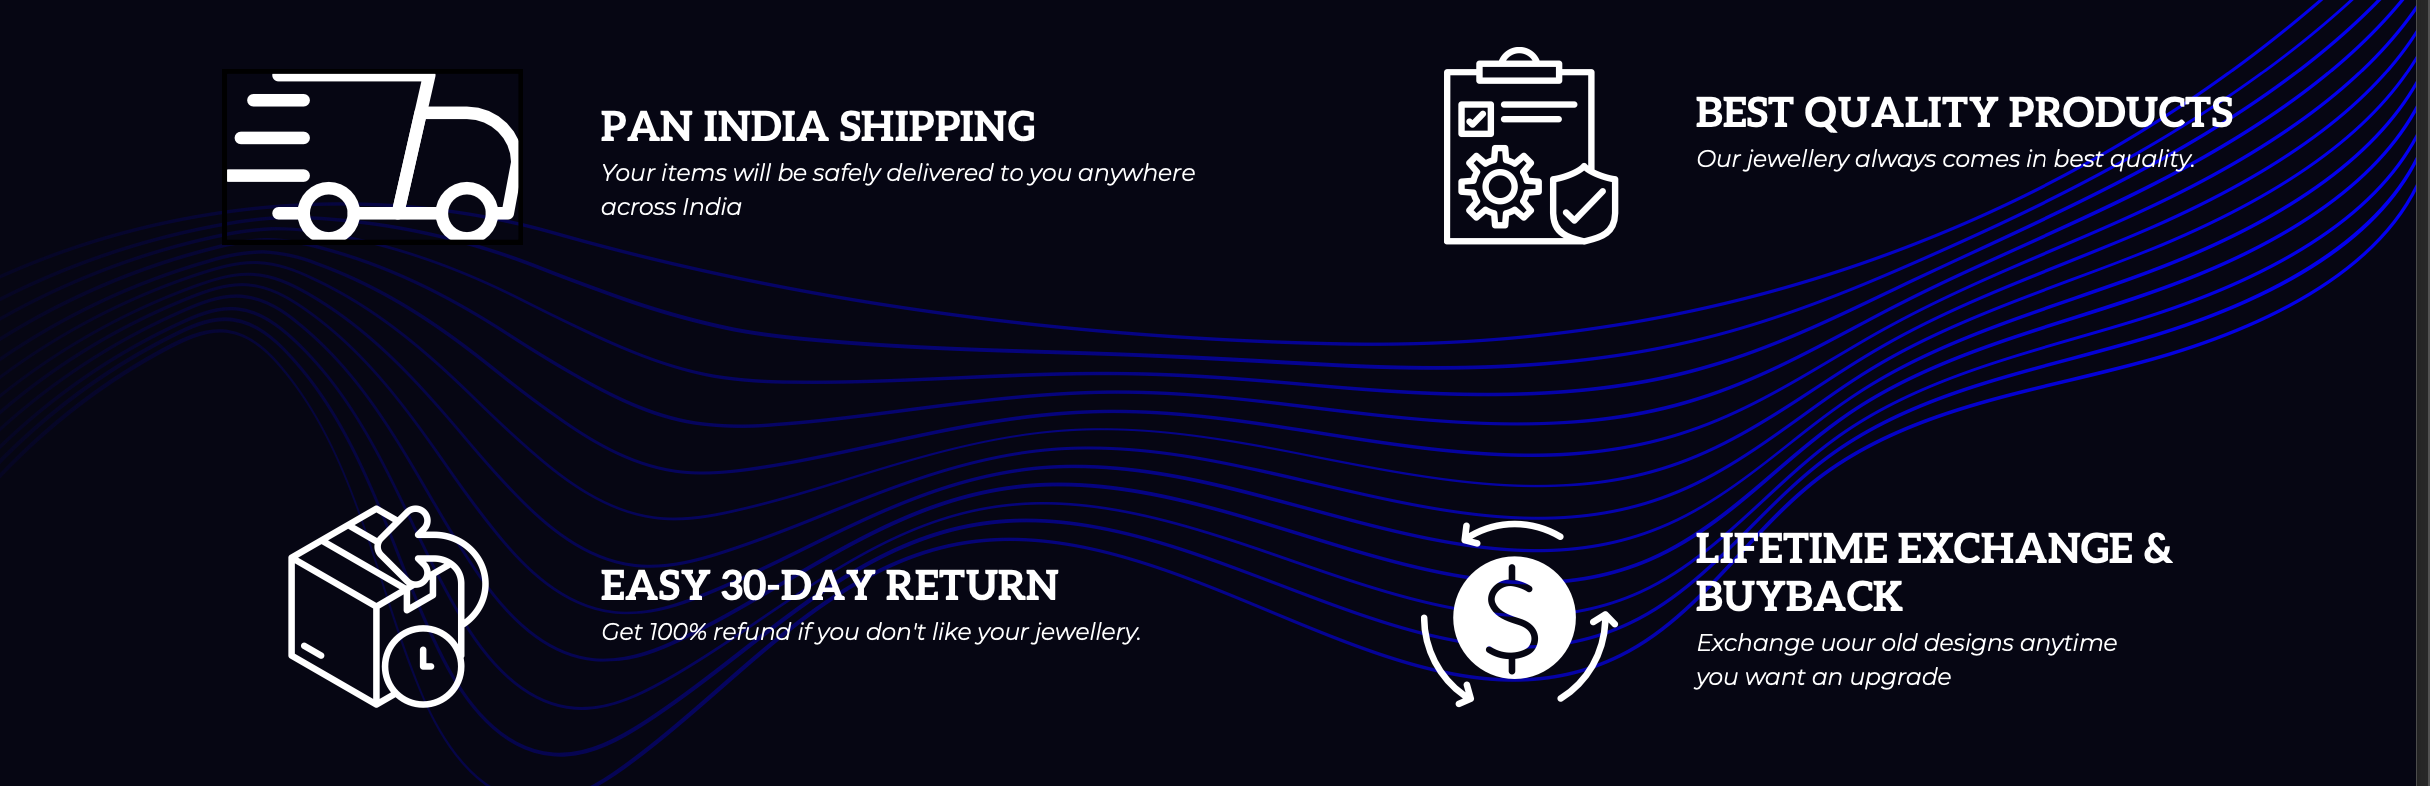 PAN INDIA SHIPPING
Your items will be safely delivered to you anywhere
across India
BEST QUALITY PRODUCTS
Our jewellery always comes in best quality.
EASY 30-DAY RETURN
Get 100% refund if you don't like your jewellery.
LIFETIME EXCHANGE &
BUYBACK
Exchange uour old designs anytime
you want an upgrade